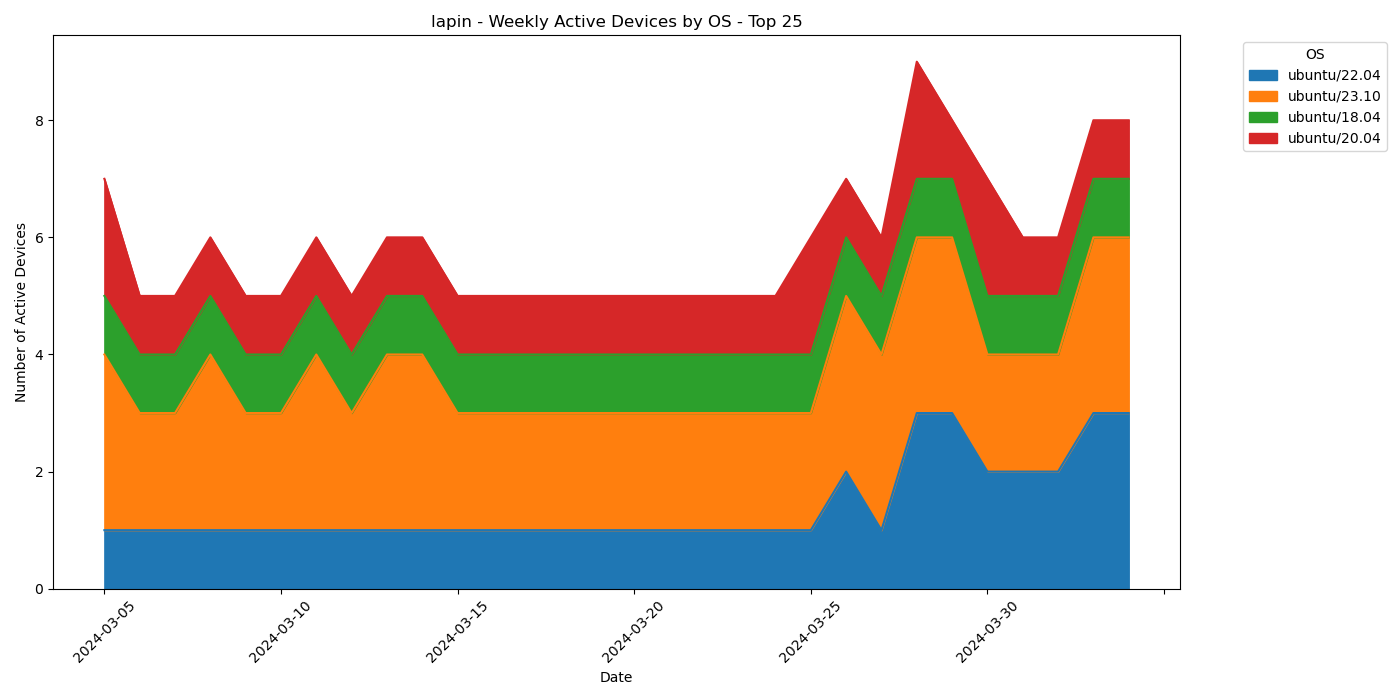 lapin - Weekly Active Devices by OS - Top 25
OS
ubuntu/22.04
ubuntu/23.10
ubuntu/18.04
ubuntu/20.04
Number of Active Devices
8
6
4
2
0
2024-03-05
2024-03-10
2024-03-15
2024-03-20
2024-03-25
2024-03-30
Date